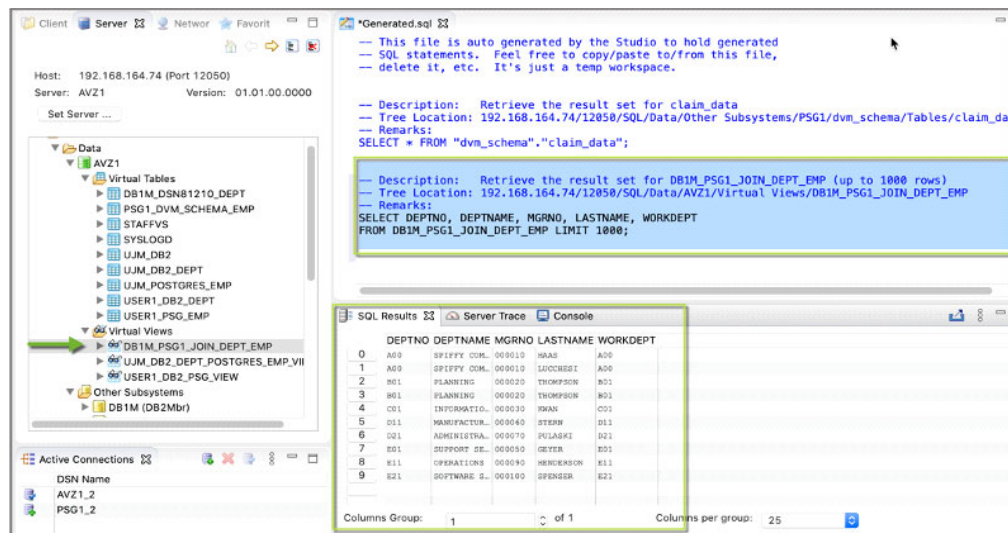 Client Server Networ Favorit
Host: 192.168.164.74 (Port 12050)
Server: AVZ1 Version: 01.01.00.0000
Set Server ...
Data
AVZ1
Virtual Tables
DB1M_DSN81210_DEPT
PSG1_DVM_SCHEMA_EMP
STAFFVS
SYSLOGD
UJM_DB2
UJM_DB2_DEPT
UJM_POSTGRES_EMP
USER1_DB2_DEPT
USER1_PSG_EMP
Virtual Views
DB1M_PSG1_JOIN_DEPT_EMP
UJM_DB2_DEPT_POSTGRES_EMP_VII
USER1_DB2_PSG_VIEW
Other Subsystems
DB1M (DB2Mbr)
Active Connections
DSN Name
AVZ1_2
PSG1_2
*Generated.sql
-- This file is auto generated by the Studio to hold generated
-- SQL statements. Feel free to copy/paste to/from this file,
-- delete it, etc. It's just a temp workspace.
-- Description: Retrieve the result set for claim_data
-- Tree Location: 192.168.164.74/12050/SQL/Data/Other Subsystems/PSG1/dvm_schema/Tables/claim_da
-- Remarks:
SELECT * FROM "dvm_schema"."claim_data";
-- Description: Retrieve the result set for DB1M_PSG1_JOIN_DEPT_EMP (up to 1000 rows)
-- Tree Location: 192.168.164.74/12050/SQL/Data/AVZ1/Virtual Views/DB1M_PSG1_JOIN_DEPT_EMP
-- Remarks:
SELECT DEPTNO, DEPTNAME, MGRNO, LASTNAME, WORKDEPT
FROM DB1M_PSG1_JOIN_DEPT_EMP LIMIT 1000;
SQL Results Server Trace Console
DEPTNO DEPTNAME MGRNO LASTNAME WORKDEPT
0 A00 SPIFFY COM... 000010 HAAS A00
1 A00 SPIFFY COM... 000010 LUCCHESI A00
2 B01 PLANNING 000020 THOMPSON B01
3 B01 PLANNING 000020 THOMPSON B01
4 C01 INFORMATIO... 000030 KWAN C01
5 D11 MANUFACTUR... 000060 STERN D11
6 D21 ADMINISTRA... 000070 PULASKI D21
7 E01 SUPPORT SE... 000050 GEYER E01
8 E11 OPERATIONS 000090 HENDERSON E11
9 E21 SOFTWARE S... 000100 SPENSER E21
Columns Group: 1 of 1 Columns per group: 25